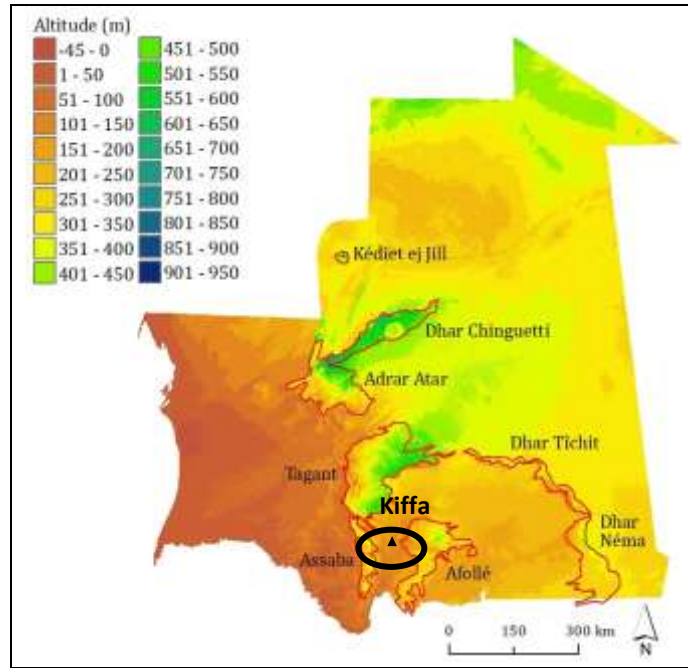 Altitude (m)
-45 - 0
1 - 50
51 - 100
101 - 150
151 - 200
201 - 250
251 - 300
301 - 350
351 - 400
401 - 450
451 - 500
501 - 550
551 - 600
601 - 650
651 - 700
701 - 750
751 - 800
801 - 850
851 - 900
901 - 950
Kédiet ej Jill
Dhar Chinguetti
Adrar Atar
Dhar Tichit
Tagant
Kiffa
Dhar
Néma
Assaba
Afollé
0 150 300 km
N